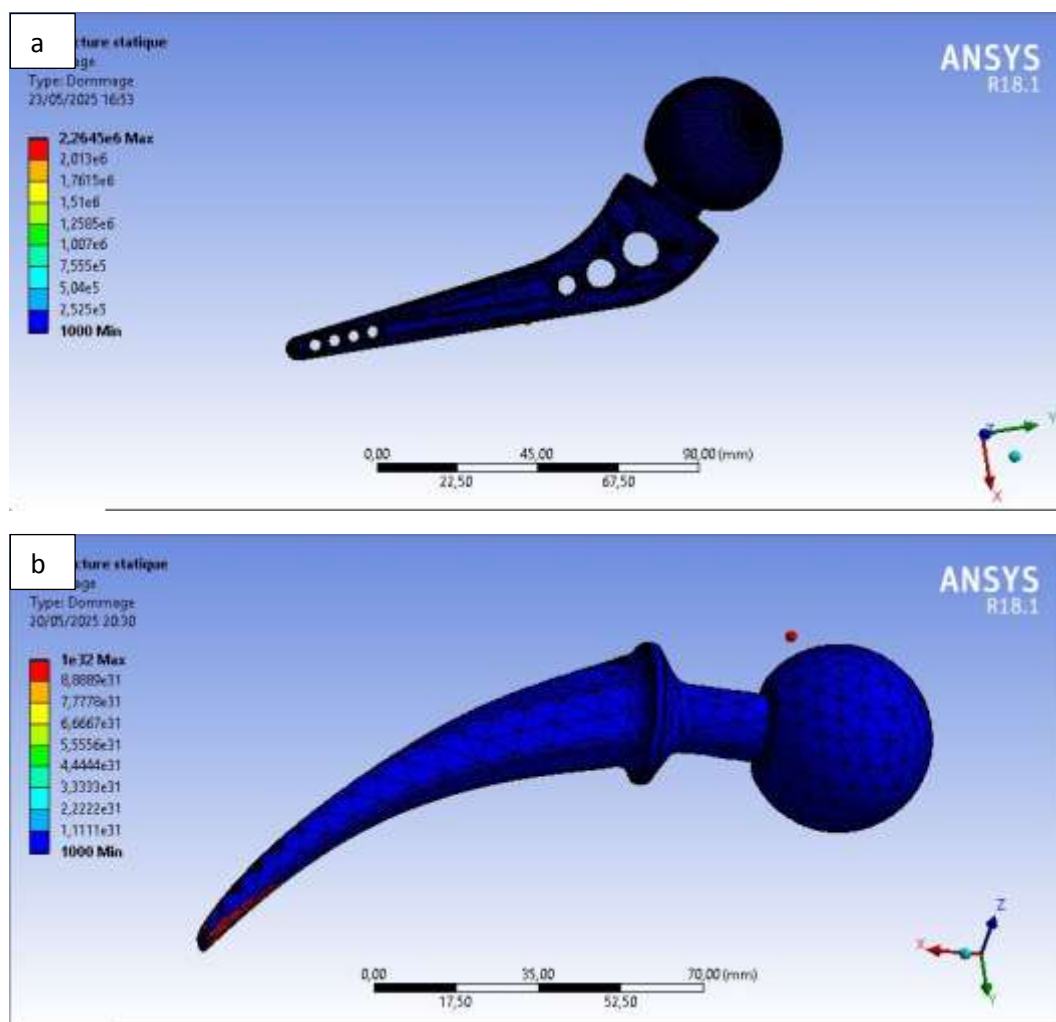 a
cture statique
age
Type: Dommage
23/05/2025 16:53
2,2645e6 Max
2,013e6
1,7615e6
1,51e6
1,2585e6
1,007e6
7,555e5
5,04e5
2,525e5
1000 Min
ANSYS
R18.1
0,00 45,00 90,00 (mm)
22,50 67,50
Z Y
X
b
cture statique
age
Type: Dommage
20/05/2025 20:30
1e32 Max
8,8889e31
7,7778e31
6,6667e31
5,5556e31
4,4444e31
3,3333e31
2,2222e31
1,1111e31
1000 Min
ANSYS
R18.1
0,00 35,00 70,00 (mm)
17,50 52,50
Z
X
Y